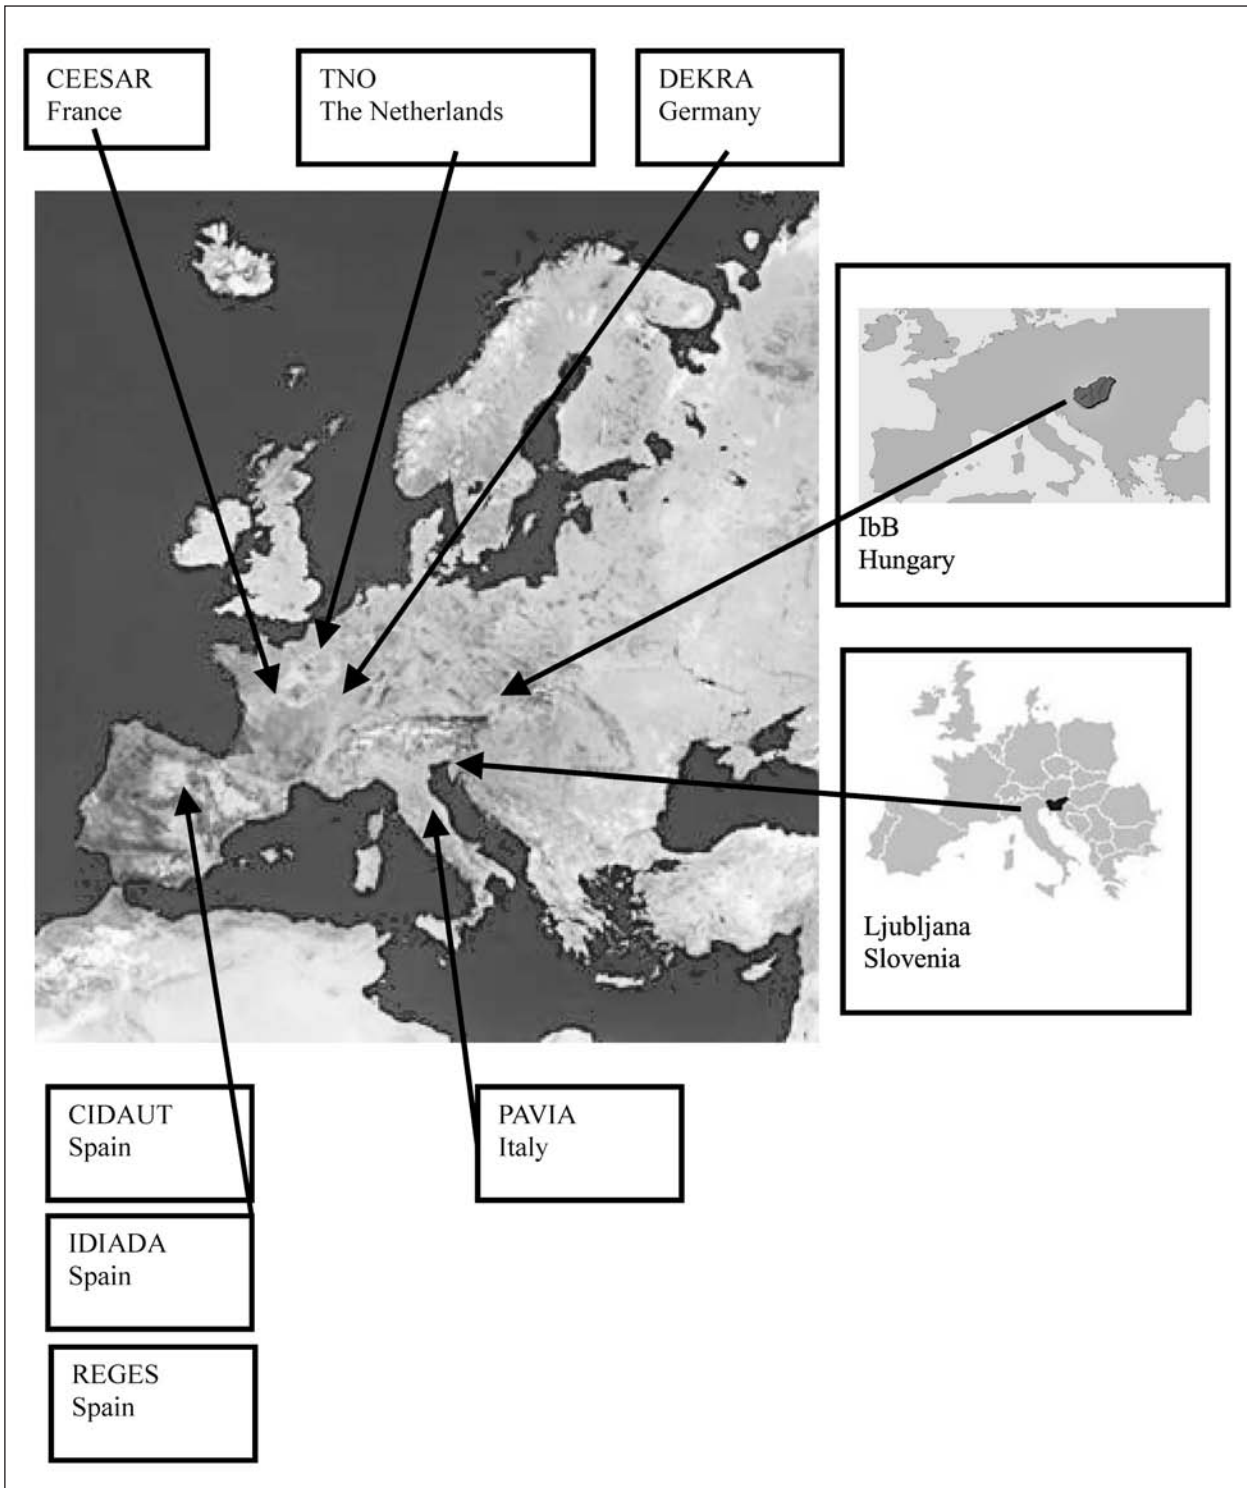 CEESAR
France
TNO
The Netherlands
DEKRA
Germany
IbB
Hungary
Ljubljana
Slovenia
CIDAUT
Spain
PAVIA
Italy
IDIADA
Spain
REGES
Spain